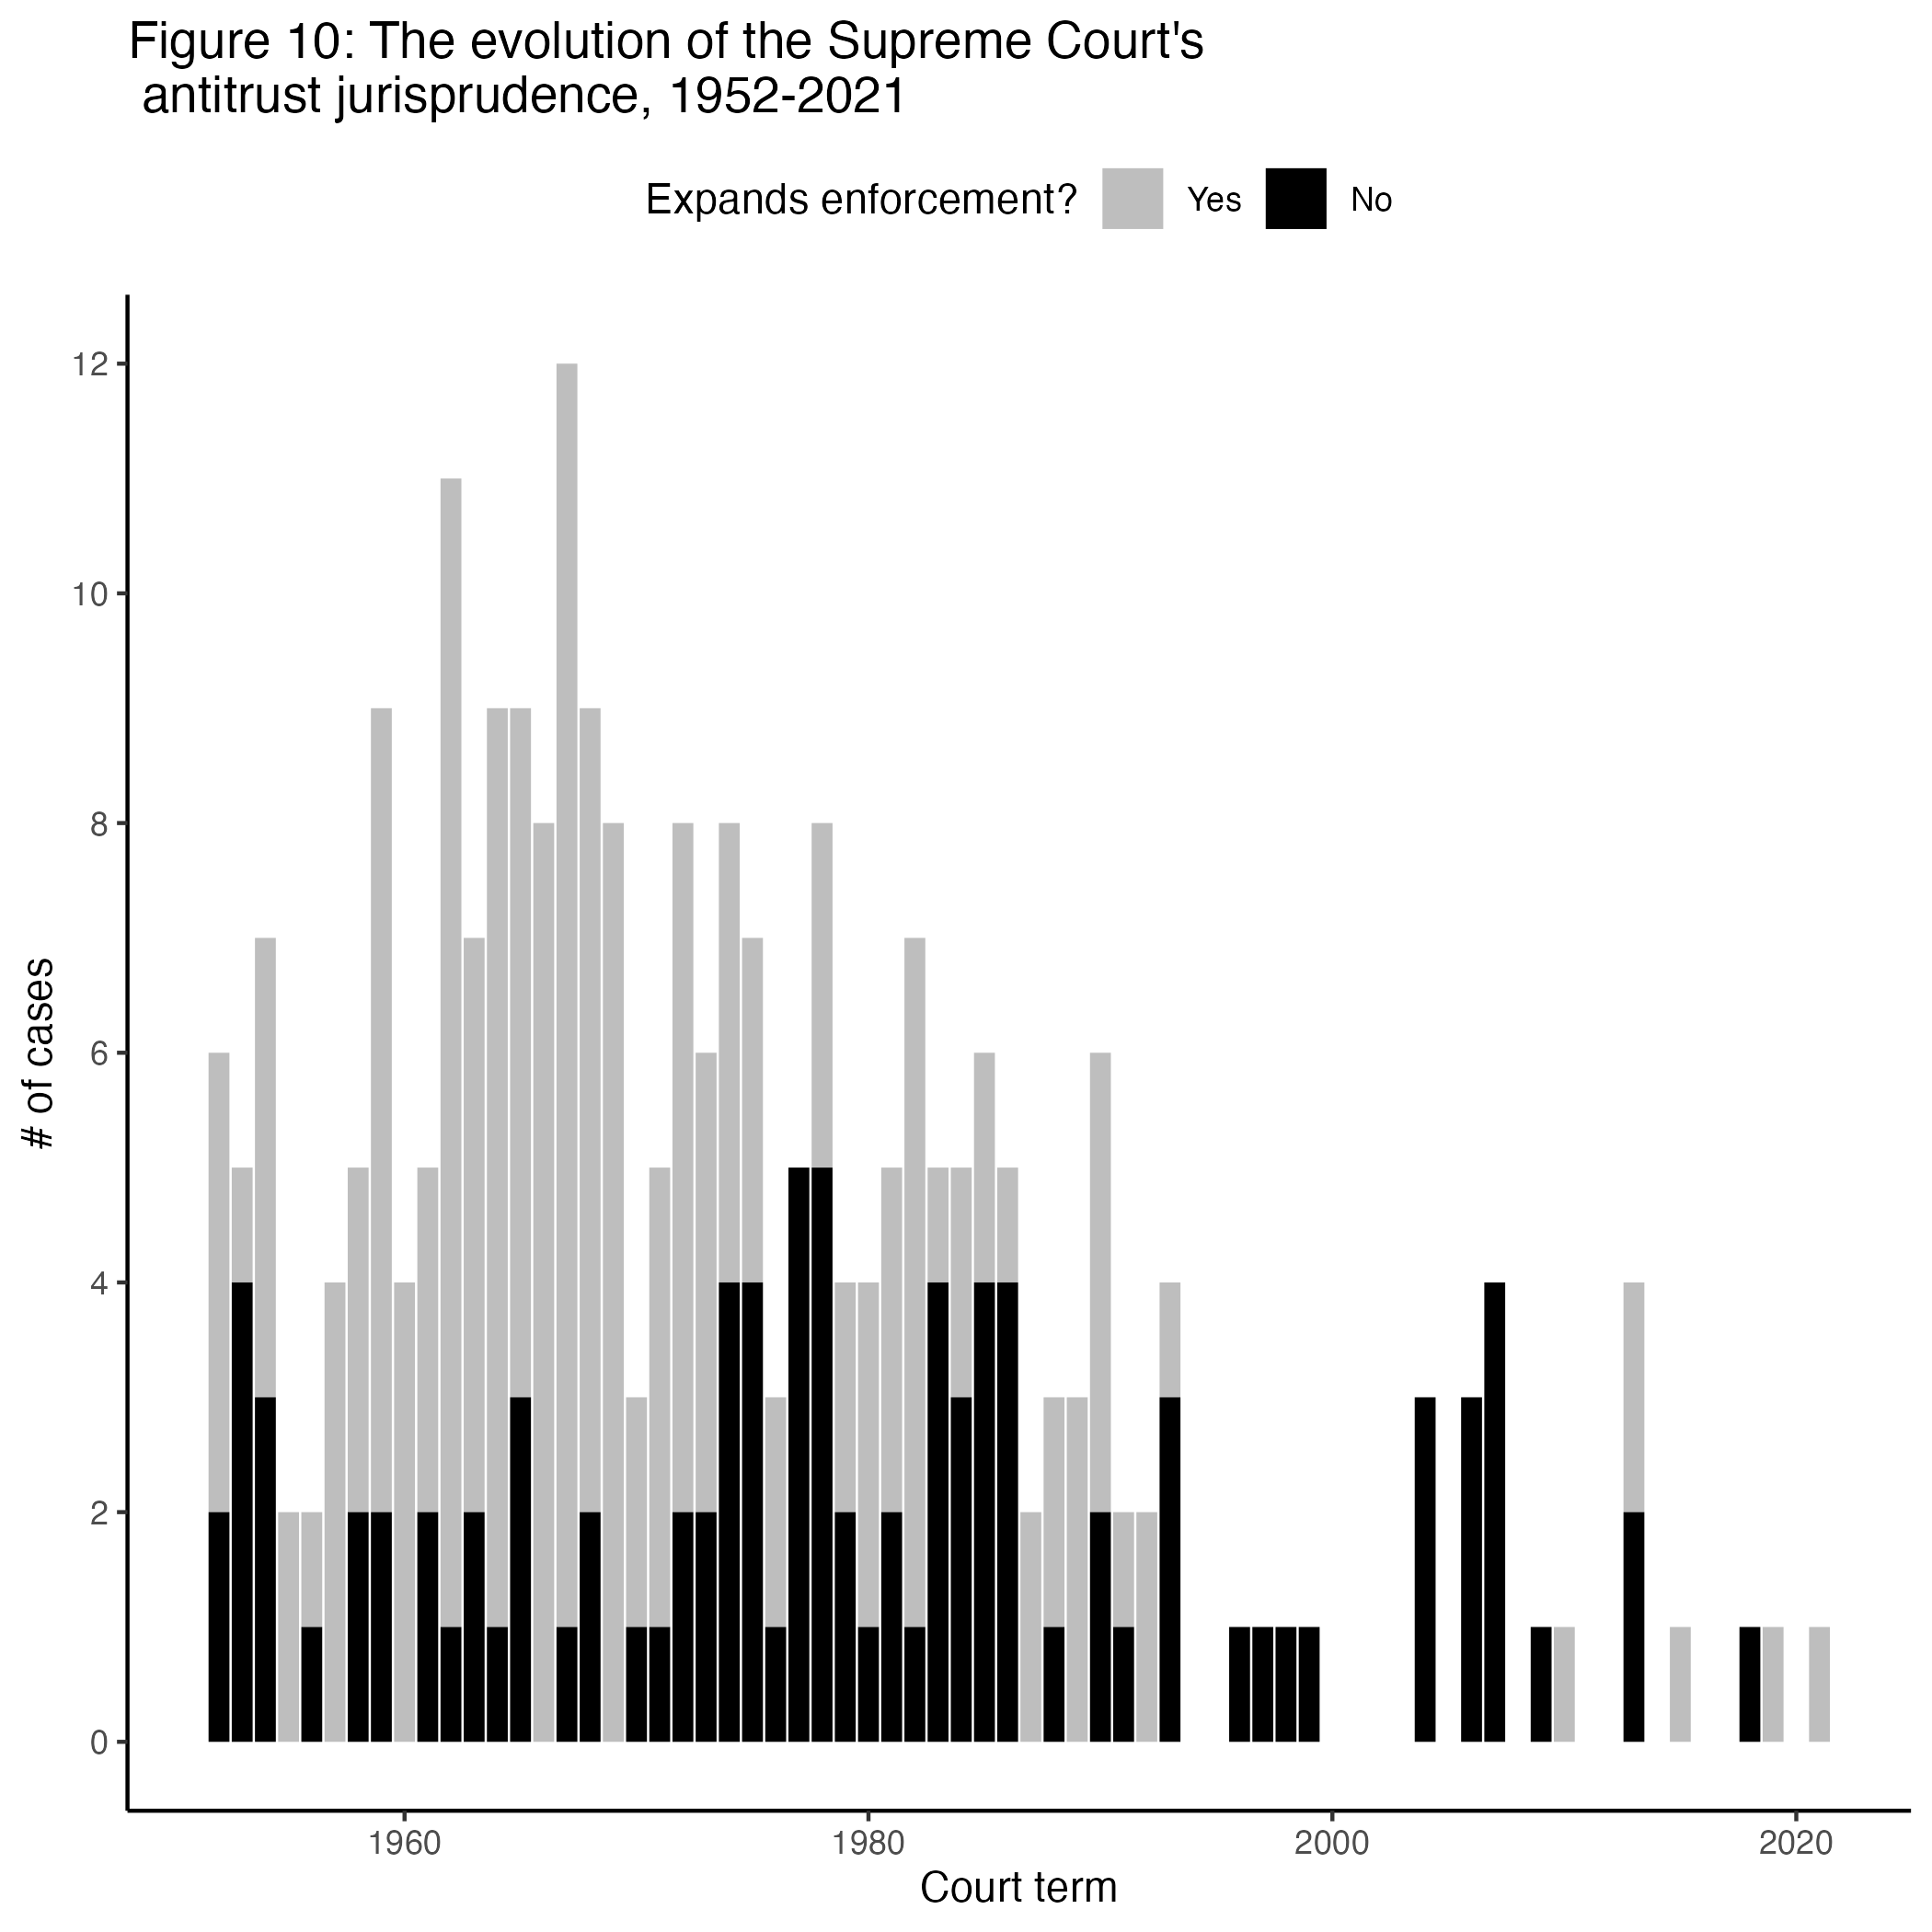 Figure 10: The evolution of the Supreme Court's
antitrust jurisprudence, 1952-2021
Expands enforcement? Yes No
12
10
8
6
4
2
0
# of cases
1960 1980 2000 2020
Court term